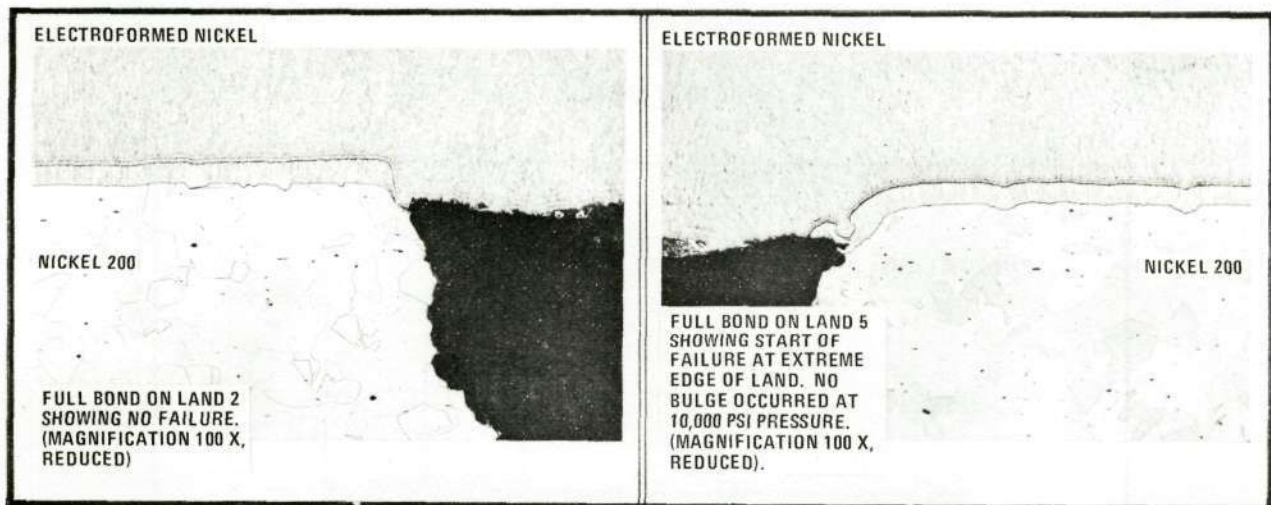 ELECTROFORMED NICKEL
NICKEL 200
FULL BOND ON LAND 2
SHOWING NO FAILURE.
(MAGNIFICATION 100 X,
REDUCED)
ELECTROFORMED NICKEL
NICKEL 200
FULL BOND ON LAND 5
SHOWING START OF
FAILURE AT EXTREME
EDGE OF LAND. NO
BULGE OCCURRED AT
10,000 PSI PRESSURE.
(MAGNIFICATION 100 X,
REDUCED).